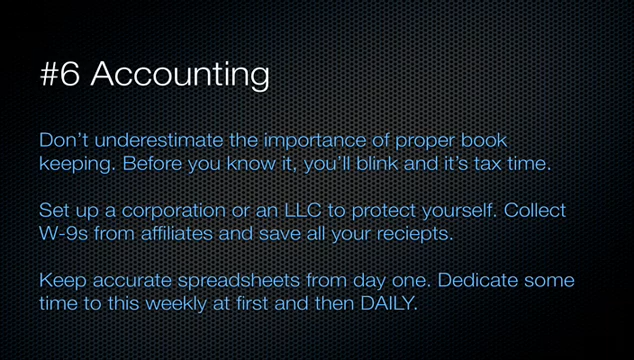 #6 Accounting
Don't underestimate the importance of proper book
keeping. Before you know it, you'll blink and it's tax time.
Set up a corporation or an LLC to protect yourself. Collect
W-9s from affiliates and save all your reciepts.
Keep accurate spreadsheets from day one. Dedicate some
time to this weekly at first and then DAILY.